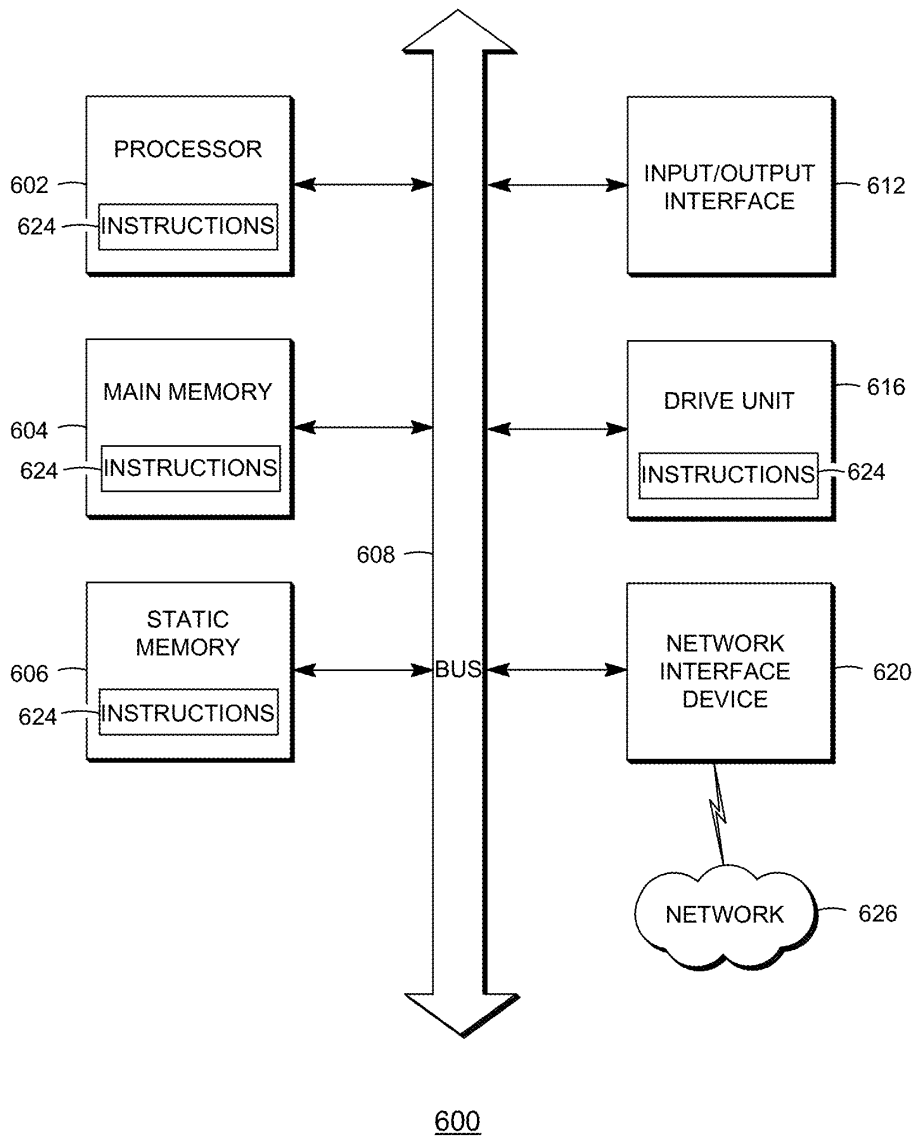 PROCESSOR
602
624
INSTRUCTIONS
INPUT/OUTPUT
INTERFACE
612
MAIN MEMORY
604
624
INSTRUCTIONS
DRIVE UNIT
616
INSTRUCTIONS
624
608
STATIC
MEMORY
606
624
INSTRUCTIONS
BUS
NETWORK
INTERFACE
DEVICE
620
NETWORK
626
600